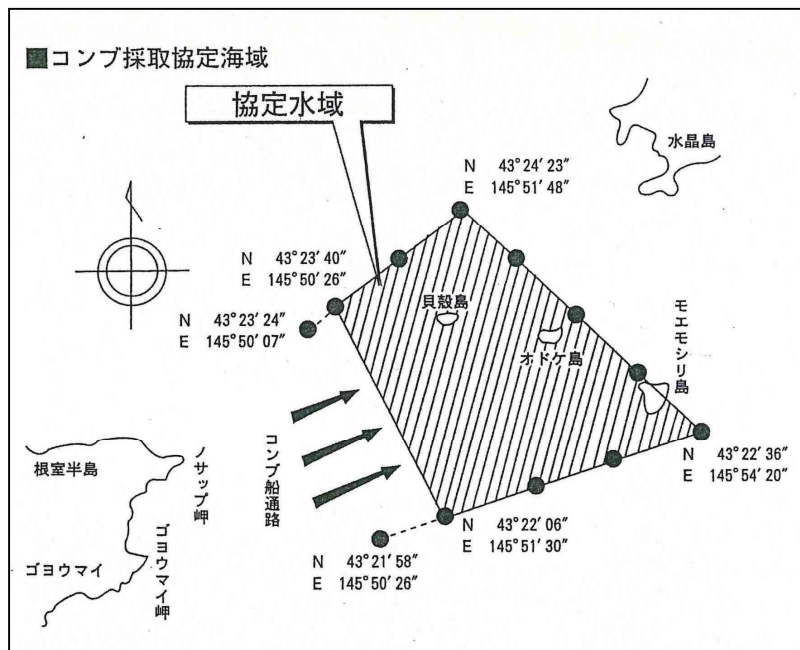 ■コンブ採取協定海域
協定水域
水晶島
N 43°24′23″
E 145°51′48″
N 43°23′40″
E 145°50′26″
N 43°23′24″
E 145°50′07″
貝殻島
オドケ島
モエモシリ島
N 43°22′36″
E 145°54′20″
コンブ船通路
根室半島
ノサップ岬
ゴヨウマイ
ゴヨウマイ岬
N 43°22′06″
E 145°51′30″
N 43°21′58″
E 145°50′26″